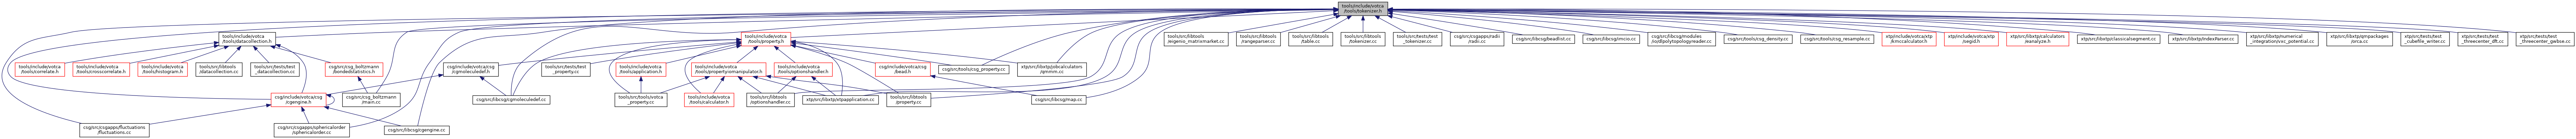 tools/include/votca
/tools/tokenizer.h
tools/include/votca
/tools/datacollection.h
tools/include/votca
/tools/property.h
tools/src/libtools
/eigenio_matrixmarket.cc
tools/src/libtools
/rangeparser.cc
tools/src/libtools
/table.cc
tools/src/libtools
/tokenizer.cc
tools/src/tests/test
_tokenizer.cc
csg/src/csgapps/radii
/radii.cc
csg/src/libcsg/beadlist.cc
csg/src/libcsg/imcio.cc
csg/src/libcsg/modules
/io/dlpolytopologyreader.cc
csg/src/tools/csg_density.cc
csg/src/tools/csg_resample.cc
xtp/include/votca/xtp
/kmccalculator.h
xtp/include/votca/xtp
/segid.h
xtp/src/libxtp/calculators
/eanalyze.h
xtp/src/libxtp/classicalsegment.cc
xtp/src/libxtp/IndexParser.cc
xtp/src/libxtp/numerical
_integration/vxc_potential.cc
xtp/src/libxtp/qmpackages
/orca.cc
xtp/src/tests/test
_cubefile_writer.cc
xtp/src/tests/test
_threecenter_dft.cc
xtp/src/tests/test
_threecenter_gwbse.cc
tools/include/votca
/tools/correlate.h
tools/include/votca
/tools/crosscorrelate.h
tools/include/votca
/tools/histogram.h
tools/src/libtools
/datacollection.cc
tools/src/tests/test
_datacollection.cc
csg/src/csg_boltzmann
/bondedstatistics.h
csg/include/votca/csg
/cgmoleculedef.h
tools/src/tests/test
_property.cc
tools/include/votca
/tools/application.h
tools/include/votca
/tools/propertyiomanipulator.h
tools/include/votca
/tools/optionshandler.h
csg/include/votca/csg
/bead.h
csg/src/tools/csg_property.cc
xtp/src/libxtp/jobcalculators
/qmmm.cc
csg/include/votca/csg
/cgengine.h
csg/src/csg_boltzmann
/main.cc
csg/src/libcsg/cgmoleculedef.cc
tools/src/tools/votca
_property.cc
tools/include/votca
/tools/calculator.h
tools/src/libtools
/optionshandler.cc
xtp/src/libxtp/xtpapplication.cc
tools/src/libtools
/property.cc
csg/src/libcsg/map.cc
csg/src/csgapps/fluctuations
/fluctuations.cc
csg/src/csgapps/sphericalorder
/sphericalorder.cc
csg/src/libcsg/cgengine.cc